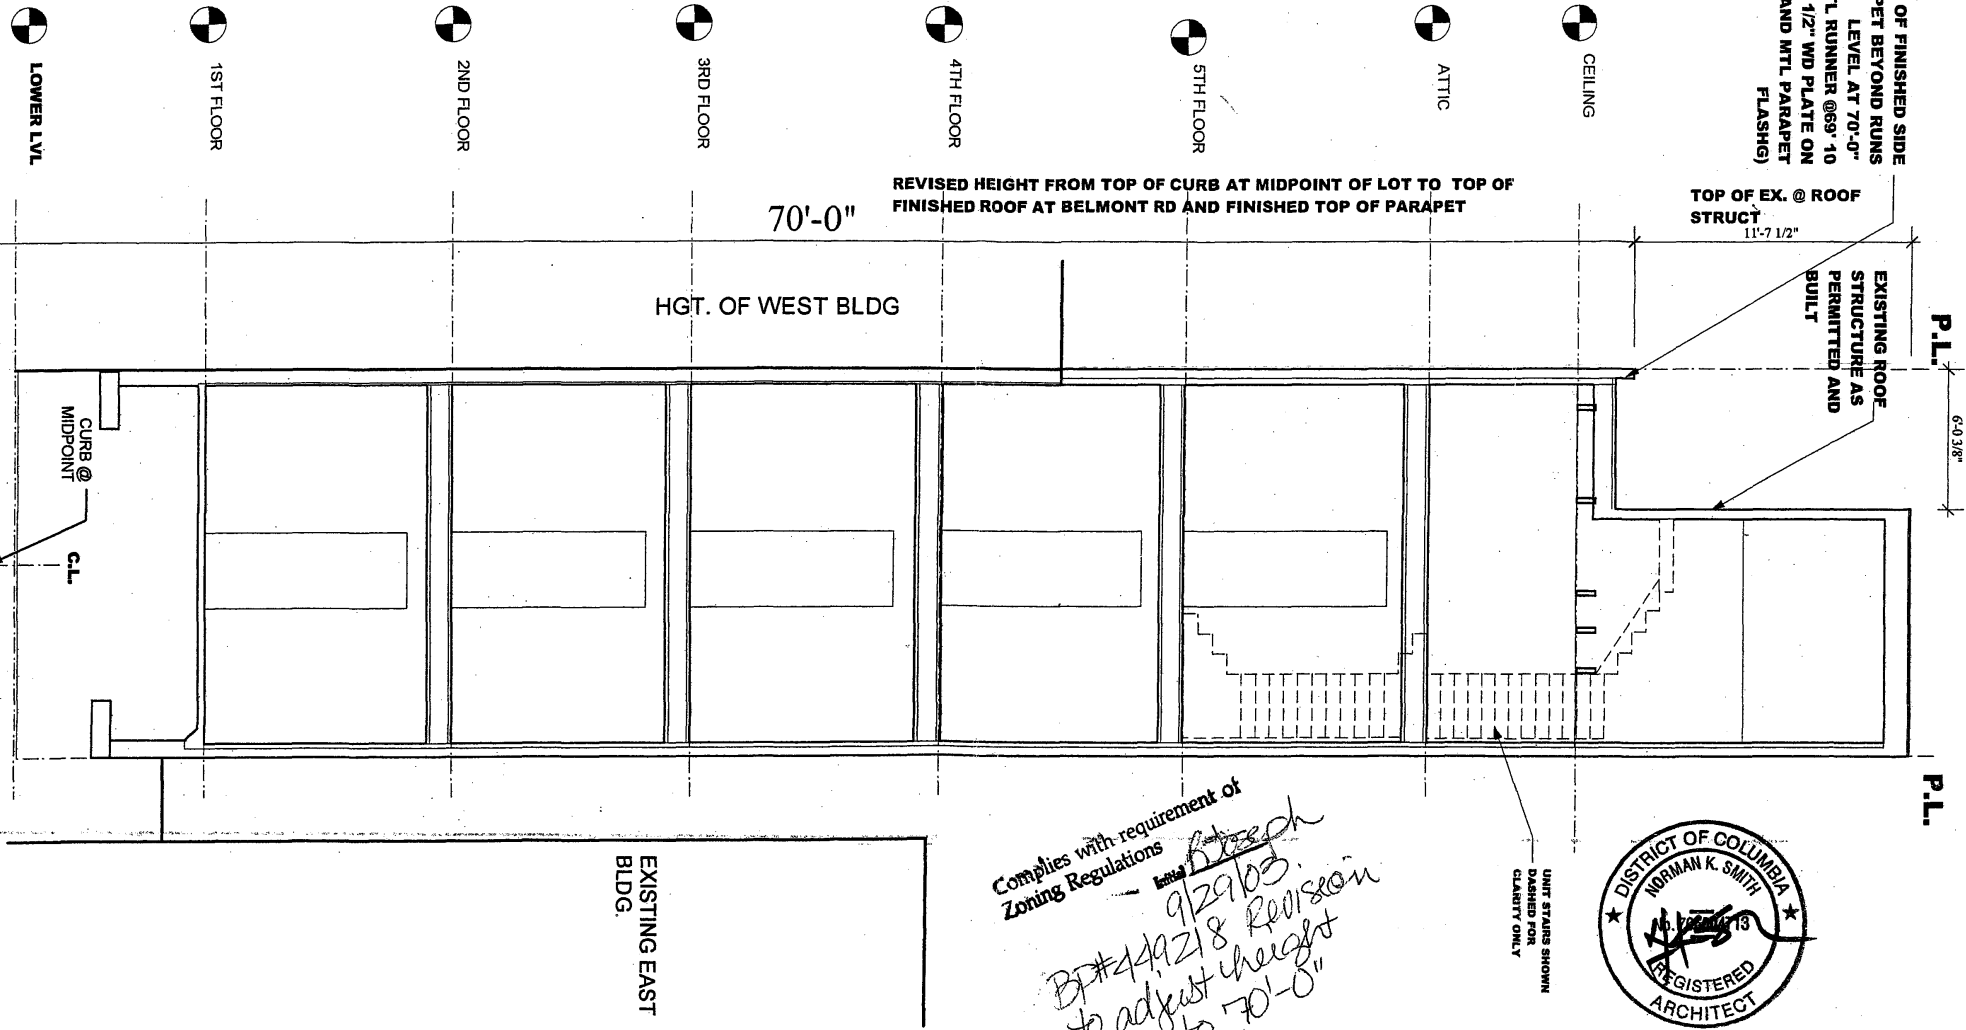 LOWER LVL
1ST FLOOR
2ND FLOOR
3RD FLOOR
4TH FLOOR
5TH FLOOR
ATTIC
CEILING
OF FINISHED SIDE
PET BEYOND RUNS
LEVEL AT 70'-0"
TL RUNNER @69' 10
1/2" WD PLATE ON
AND MTL PARAPET
FLASHG)
REVISED HEIGHT FROM TOP OF CURB AT MIDPOINT OF LOT TO TOP OF
FINISHED ROOF AT BELMONT RD AND FINISHED TOP OF PARAPET
70'-0"
TOP OF EX. @ ROOF
STRUCT
11'-7 1/2"
EXISTING ROOF
STRUCTURE AS
PERMITTED AND
BUILT
P.L.
6'-0 3/8"
HGT. OF WEST BLDG
CURB @
MIDPOINT
C.L.
P.L.
EXISTING EAST
BLDG.
UNIT STAIRS SHOWN
DASHED FOR
CLARITY ONLY
Complies with requirement of
Zoning Regulations
Initial
9/29/03
BP#449218 Revision
to adjust height
to 70'-0"
DISTRICT OF COLUMBIA
NORMAN K. SMITH
No.
REGISTERED
ARCHITECT